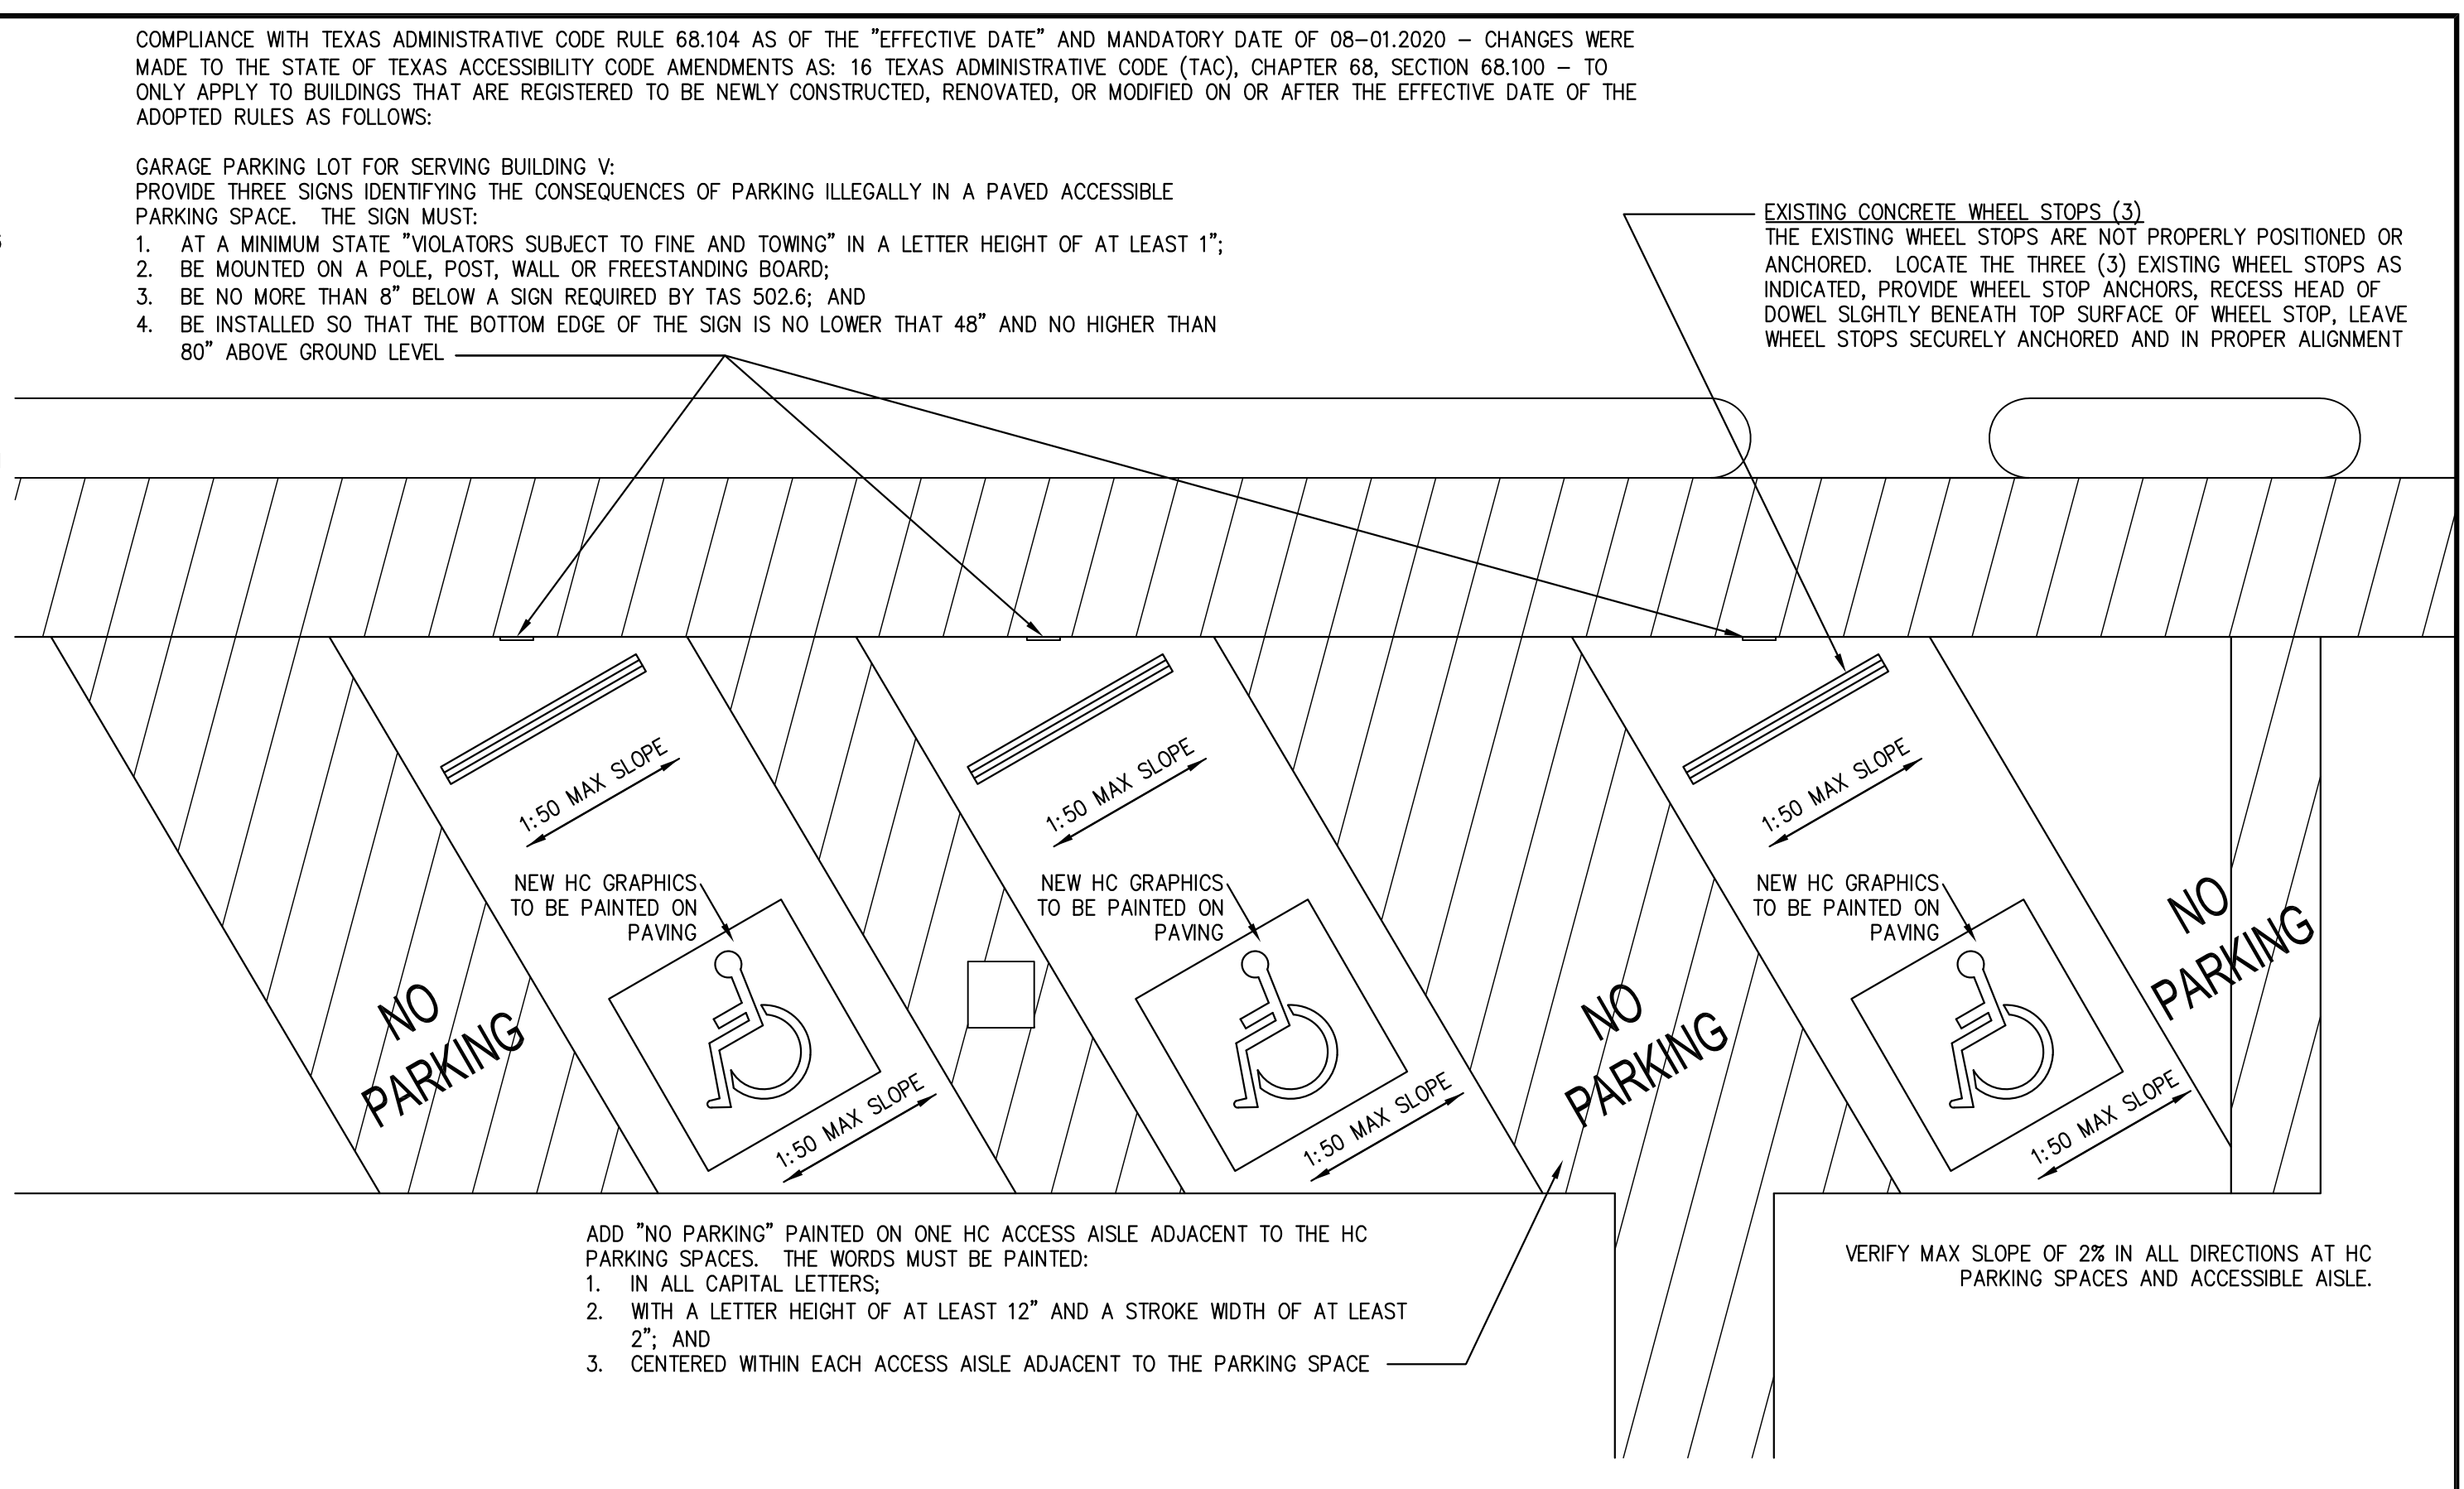 COMPLIANCE WITH TEXAS ADMINISTRATIVE CODE RULE 68.104 AS OF THE "EFFECTIVE DATE" AND MANDATORY DATE OF 08-01.2020 – CHANGES WERE
MADE TO THE STATE OF TEXAS ACCESSIBILITY CODE AMENDMENTS AS: 16 TEXAS ADMINISTRATIVE CODE (TAC), CHAPTER 68, SECTION 68.100 – TO
ONLY APPLY TO BUILDINGS THAT ARE REGISTERED TO BE NEWLY CONSTRUCTED, RENOVATED, OR MODIFIED ON OR AFTER THE EFFECTIVE DATE OF THE
ADOPTED RULES AS FOLLOWS:
GARAGE PARKING LOT FOR SERVING BUILDING V:
PROVIDE THREE SIGNS IDENTIFYING THE CONSEQUENCES OF PARKING ILLEGALLY IN A PAVED ACCESSIBLE
PARKING SPACE. THE SIGN MUST:
1. AT A MINIMUM STATE "VIOLATORS SUBJECT TO FINE AND TOWING" IN A LETTER HEIGHT OF AT LEAST 1";
2. BE MOUNTED ON A POLE, POST, WALL OR FREESTANDING BOARD;
3. BE NO MORE THAN 8" BELOW A SIGN REQUIRED BY TAS 502.6; AND
4. BE INSTALLED SO THAT THE BOTTOM EDGE OF THE SIGN IS NO LOWER THAT 48" AND NO HIGHER THAN
80" ABOVE GROUND LEVEL
EXISTING CONCRETE WHEEL STOPS (3)
THE EXISTING WHEEL STOPS ARE NOT PROPERLY POSITIONED OR
ANCHORED. LOCATE THE THREE (3) EXISTING WHEEL STOPS AS
INDICATED, PROVIDE WHEEL STOP ANCHORS, RECESS HEAD OF
DOWEL SLGHTLY BENEATH TOP SURFACE OF WHEEL STOP, LEAVE
WHEEL STOPS SECURELY ANCHORED AND IN PROPER ALIGNMENT
1:50 MAX SLOPE
1:50 MAX SLOPE
1:50 MAX SLOPE
NEW HC GRAPHICS
TO BE PAINTED ON
PAVING
NEW HC GRAPHICS
TO BE PAINTED ON
PAVING
NEW HC GRAPHICS
TO BE PAINTED ON
PAVING
NO
PARKING
NO
PARKING
NO
PARKING
1:50 MAX SLOPE
1:50 MAX SLOPE
1:50 MAX SLOPE
ADD "NO PARKING" PAINTED ON ONE HC ACCESS AISLE ADJACENT TO THE HC
PARKING SPACES. THE WORDS MUST BE PAINTED:
1. IN ALL CAPITAL LETTERS;
2. WITH A LETTER HEIGHT OF AT LEAST 12" AND A STROKE WIDTH OF AT LEAST
2"; AND
3. CENTERED WITHIN EACH ACCESS AISLE ADJACENT TO THE PARKING SPACE
VERIFY MAX SLOPE OF 2% IN ALL DIRECTIONS AT HC
PARKING SPACES AND ACCESSIBLE AISLE.